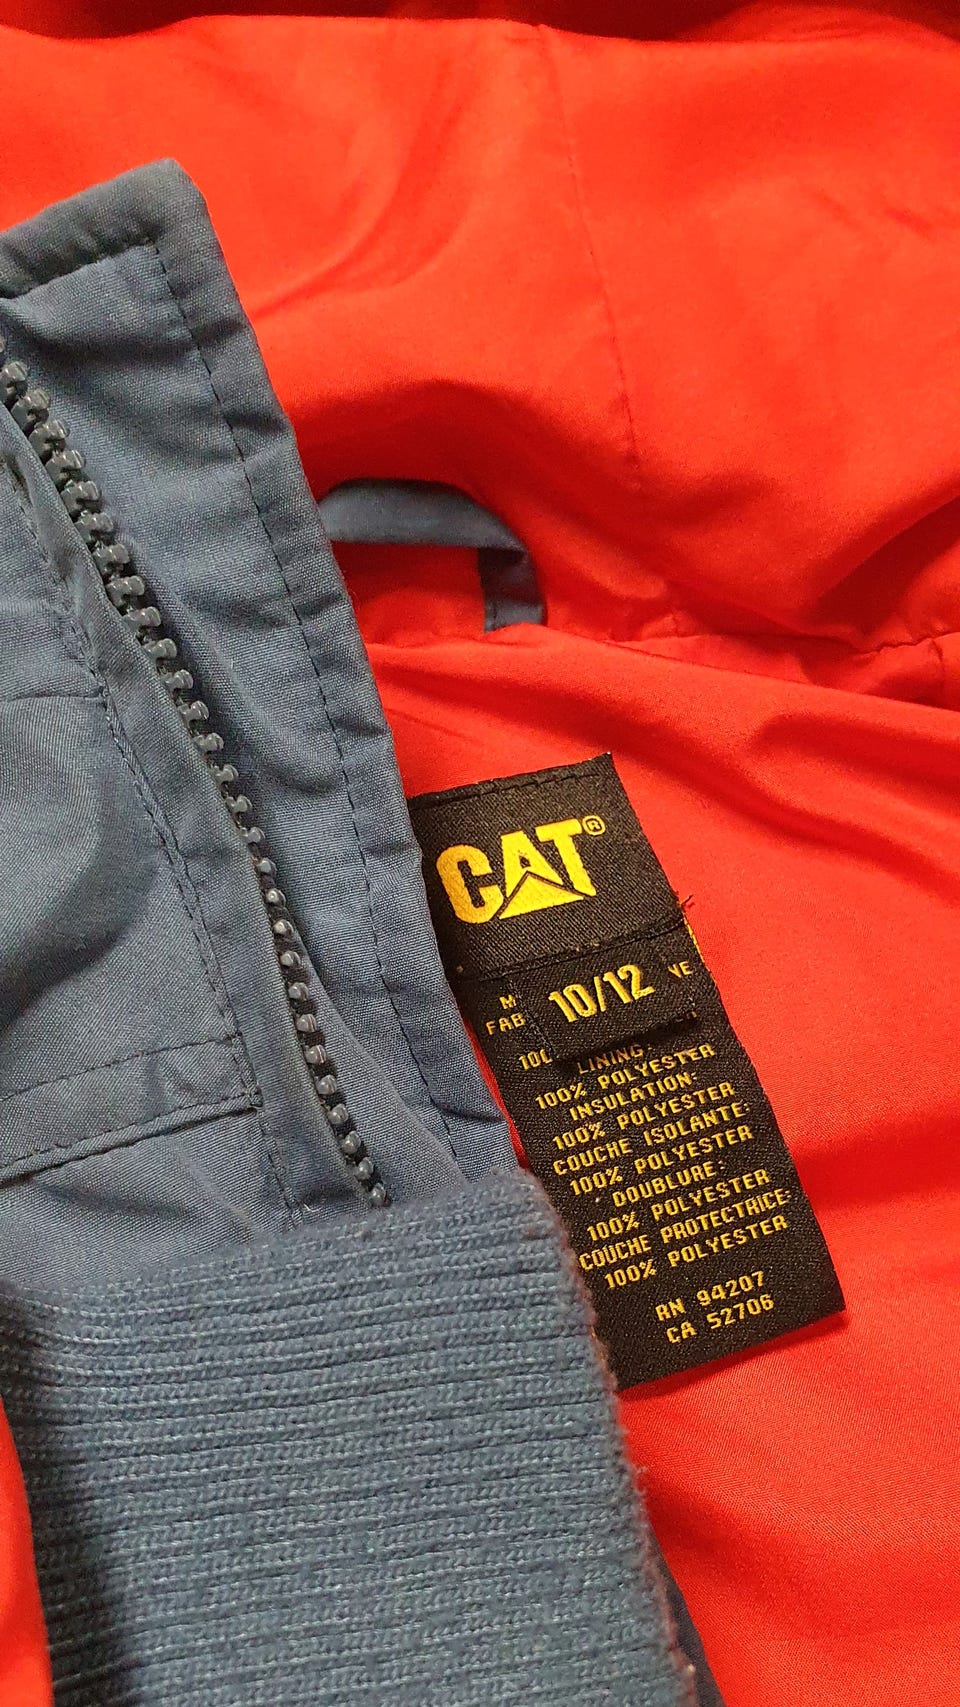 CAT®
10/12
LINING:
100% POLYESTER
INSULATION:
100% POLYESTER
COUCHE ISOLANTE:
100% POLYESTER
DOUBLURE:
100% POLYESTER
COUCHE PROTECTRICE:
100% POLYESTER
RN 94207
CA 52706